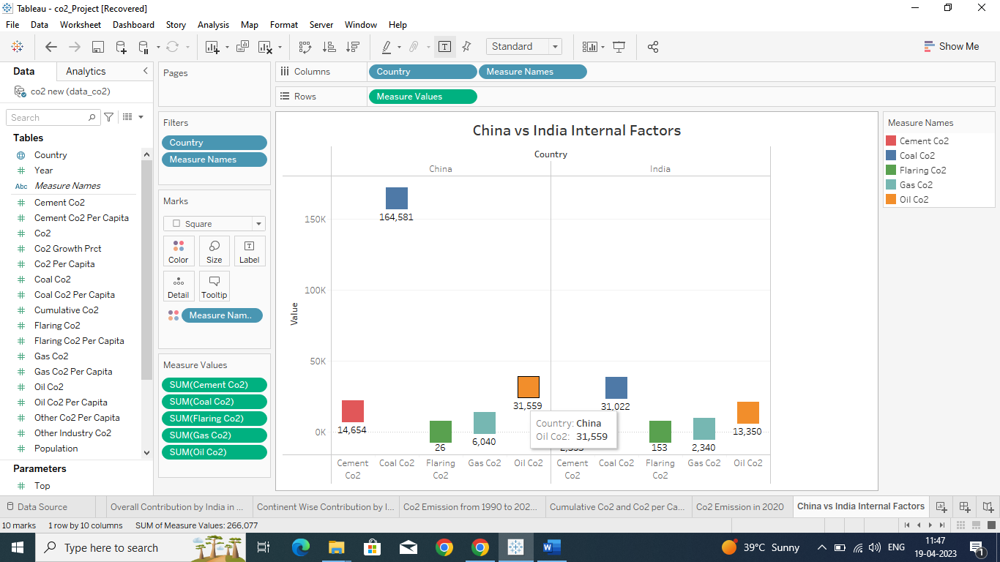 Tableau - co2_Project [Recovered]
File Data Worksheet Dashboard Story Analysis Map Format Server Window Help
Standard
Show Me
Data Analytics
co2 new (data_co2)
Search
Tables
Country
Year
Abc Measure Names
Cement Co2
Cement Co2 Per Capita
Co2
Co2 Growth Prct
Co2 Per Capita
Coal Co2
Coal Co2 Per Capita
Cumulative Co2
Flaring Co2
Flaring Co2 Per Capita
Gas Co2
Gas Co2 Per Capita
Oil Co2
Oil Co2 Per Capita
Other Co2 Per Capita
Other Industry Co2
Population
Parameters
Top
Pages
Filters
Country
Measure Names
Marks
Square
Color Size Label
Detail Tooltip
Measure Nam..
Measure Values
SUM(Cement Co2)
SUM(Coal Co2)
SUM(Flaring Co2)
SUM(Gas Co2)
SUM(Oil Co2)
Columns Country Measure Names
Rows Measure Values
China vs India Internal Factors
Country
China India
Value
150K
100K
50K
0K
164,581
14,654
26
6,040
31,559
31,022
153
2,340
13,350
Country: China
Oil Co2: 31,559
Cement Co2 Coal Co2 Flaring Co2 Gas Co2 Oil Co2 Cement Co2 Coal Co2 Flaring Co2 Gas Co2 Oil Co2
Measure Names
Cement Co2
Coal Co2
Flaring Co2
Gas Co2
Oil Co2
Data Source Overall Contribution by India in ... Continent Wise Contribution by I... Co2 Emission from 1990 to 202... Cumulative Co2 and Co2 per Ca... Co2 Emission in 2020 China vs India Internal Factors
10 marks 1 row by 10 columns SUM of Measure Values: 266,077
Type here to search
39°C Sunny
ENG
11:47
19-04-2023
1